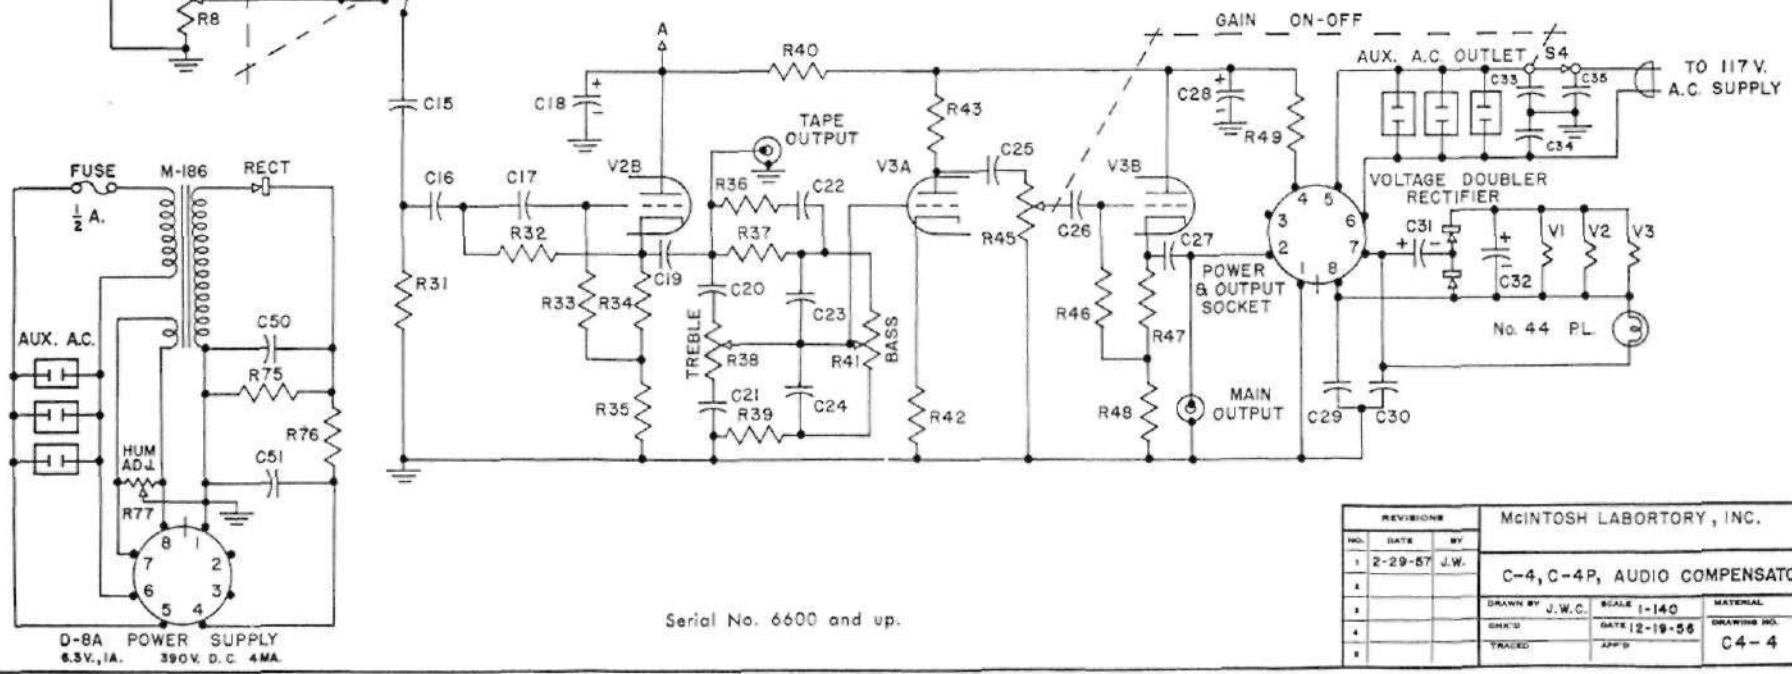 R8
GAIN ON-OFF
A
R40
AUX. A.C. OUTLET S4
C33 C35
TO 117 V.
A.C. SUPPLY
C15
C18 +
-
TAPE
OUTPUT
R43
C28 +
-
R49
C34
FUSE
1/2 A.
M-186
RECT
C16
C17
V2B
R36
C22
V3A
C25
V3B
VOLTAGE DOUBLER
RECTIFIER
R32
R37
R45
C26
C27
4 5
3 6
2 7
1 8
C31
+ -
+
-
C32
V1
V2
V3
R31
R33
R34
C19
C20
C23
R46
R47
POWER
& OUTPUT
SOCKET
No. 44 P.L.
AUX. A.C.
C50
R75
TREBLE
R38
R41
BASS
C21
R39
C24
R35
R42
R48
MAIN
OUTPUT
C29
C30
R76
HUM
ADJ.
C51
R77
8 1
7 2
6 3
5 4
D-8A POWER SUPPLY
6.3V., 1A. 390V. D.C. 4MA.
Serial No. 6600 and up.
REVISIONS
NO. DATE BY
1 2-29-57 J.W.
2
3
4
5
McINTOSH LABORTORY, INC.
C-4, C-4P, AUDIO COMPENSATO
DRAWN BY J.W.C. SCALE 1-140 MATERIAL
CHK'D DATE 12-19-56 DRAWING NO.
TRACED APP'D C4-4